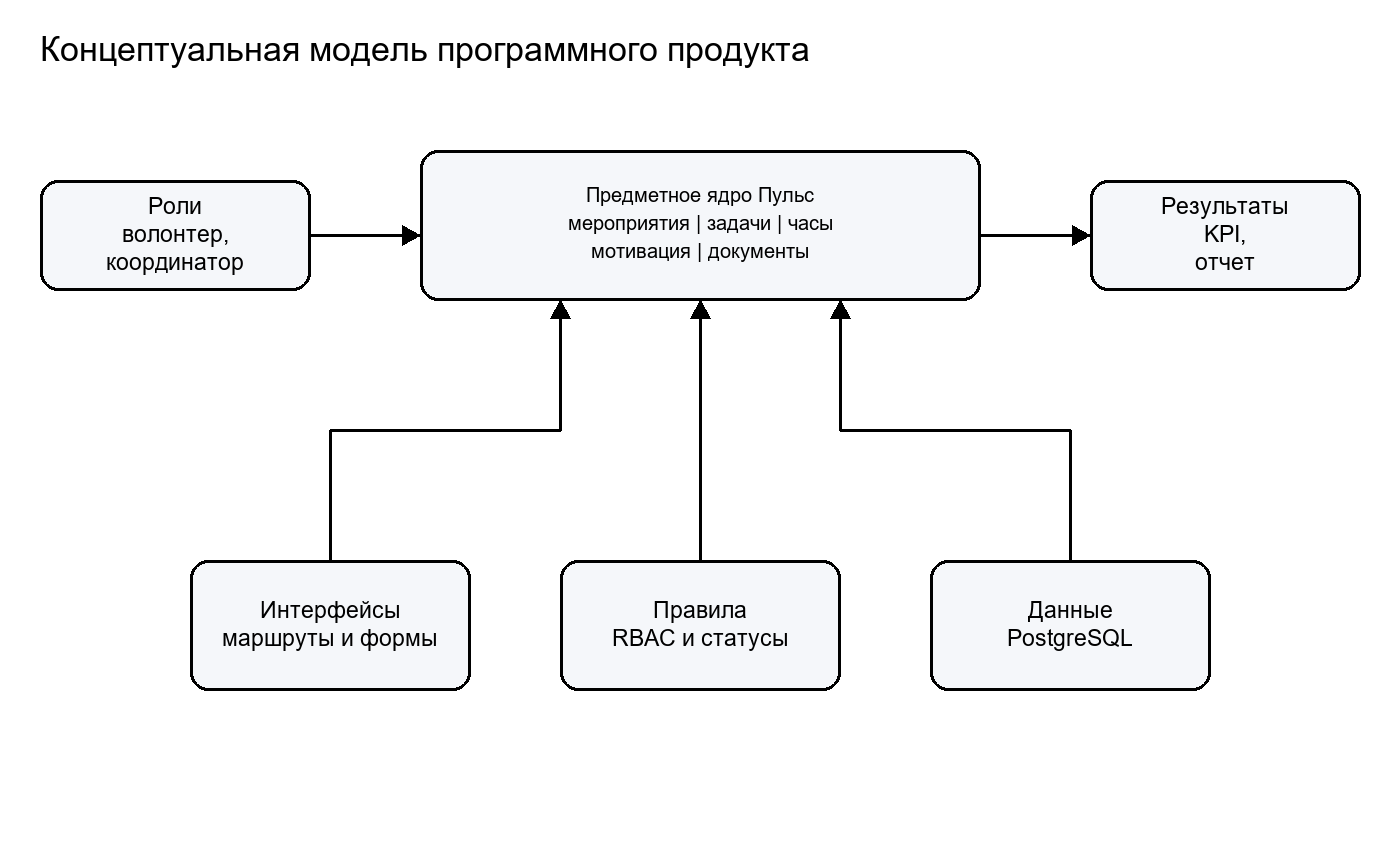 Концептуальная модель программного продукта
Роли
волонтер,
координатор
Предметное ядро Пульс
мероприятия | задачи | часы
мотивация | документы
Результаты
KPI,
отчет
Интерфейсы
маршруты и формы
Правила
RBAC и статусы
Данные
PostgreSQL